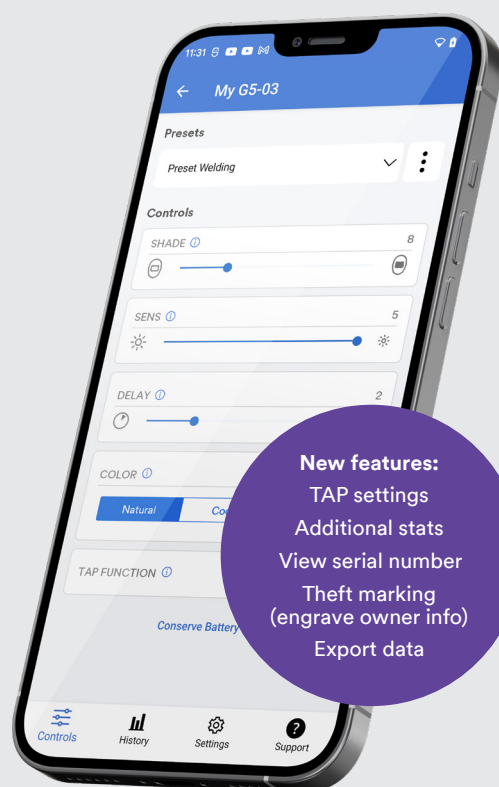 11:31
My G5-03
Presets
Preset Welding
Controls
SHADE
8
SENS
5
DELAY
2
COLOR
Natural
TAP FUNCTION
Conserve Battery
Controls
History
Settings
Support
New features:
TAP settings
Additional stats
View serial number
Theft marking
(engrave owner info)
Export data